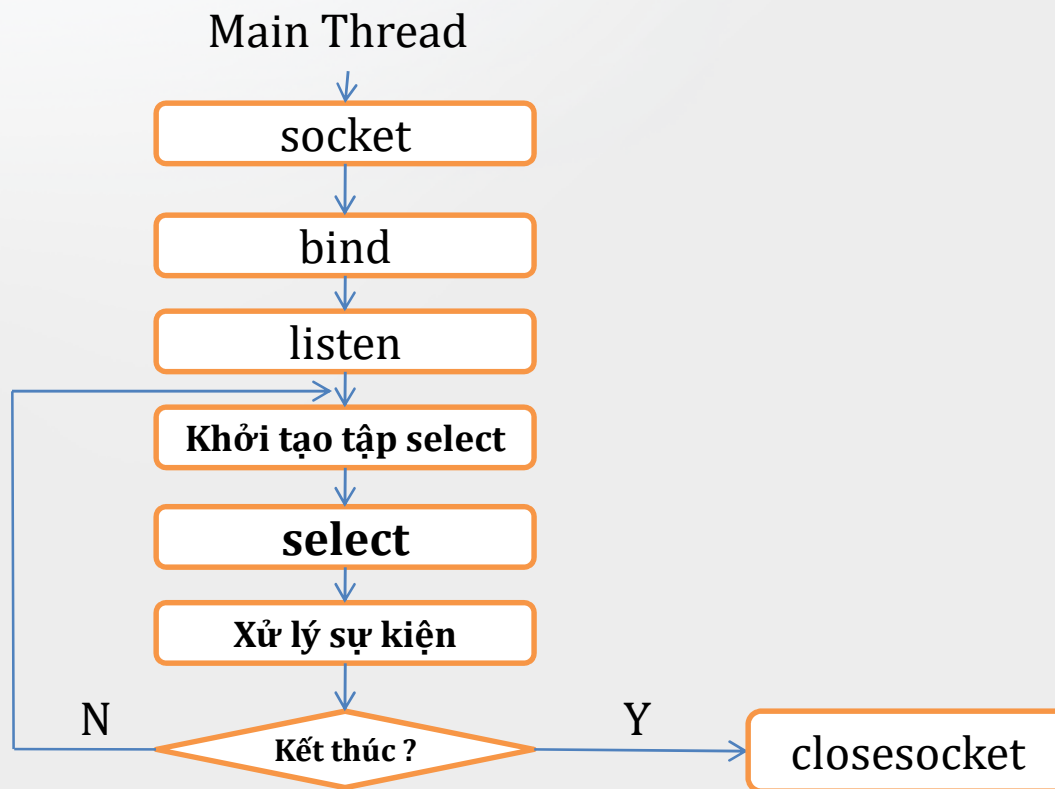 Main Thread
socket
bind
listen
Khởi tạo tập select
select
Xử lý sự kiện
N
Kết thúc ?
Y
closesocket